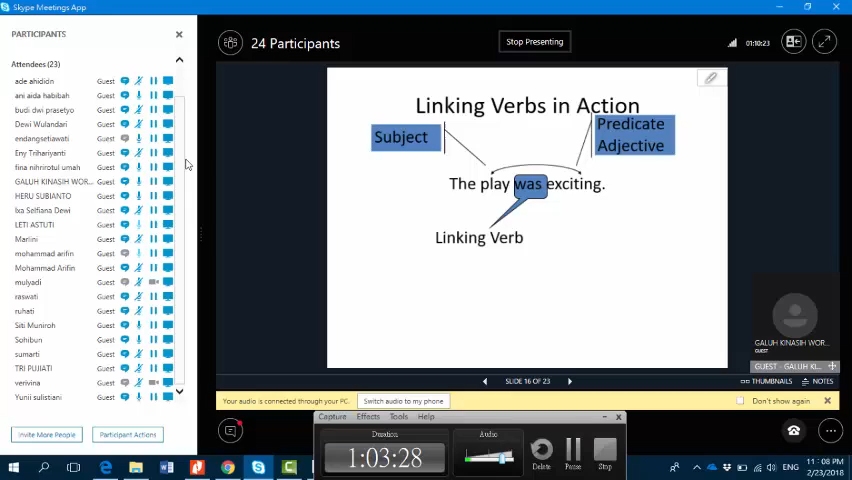 Skype Meetings App
PARTICIPANTS
Attendees (23)
ade ahididn Guest
ani aida habibah Guest
budi dwi prasetyo Guest
Dewi Wulandari Guest
endangsetiawati Guest
Eny Trihariyanti Guest
fina nihrirotul umah Guest
GALUH KINASIH WOR... Guest
HERU SUBIANTO Guest
Ixa Selfiana Dewi Guest
LETI ASTUTI Guest
Marlini Guest
mohammad arifin Guest
Mohammad Arifin Guest
mulyadi Guest
raswati Guest
ruhati Guest
Siti Muniroh Guest
Sohibun Guest
sumarti Guest
TRI PUJIATI Guest
verivina Guest
Yunii sulistiani Guest
Invite More People Participant Actions
24 Participants
Stop Presenting
01:10:23
Linking Verbs in Action
Subject
Predicate
Adjective
The play was exciting.
Linking Verb
GALUH KINASIH WOR...
GUEST
GUEST - GALUH KI...
SLIDE 16 OF 23
THUMBNAILS NOTES
Your audio is connected through your PC. Switch audio to my phone Don't show again
Capture Effects Tools Help
Duration
1:03:28
Audio
Delete Pause Stop
ENG
11:08 PM
2/23/2018